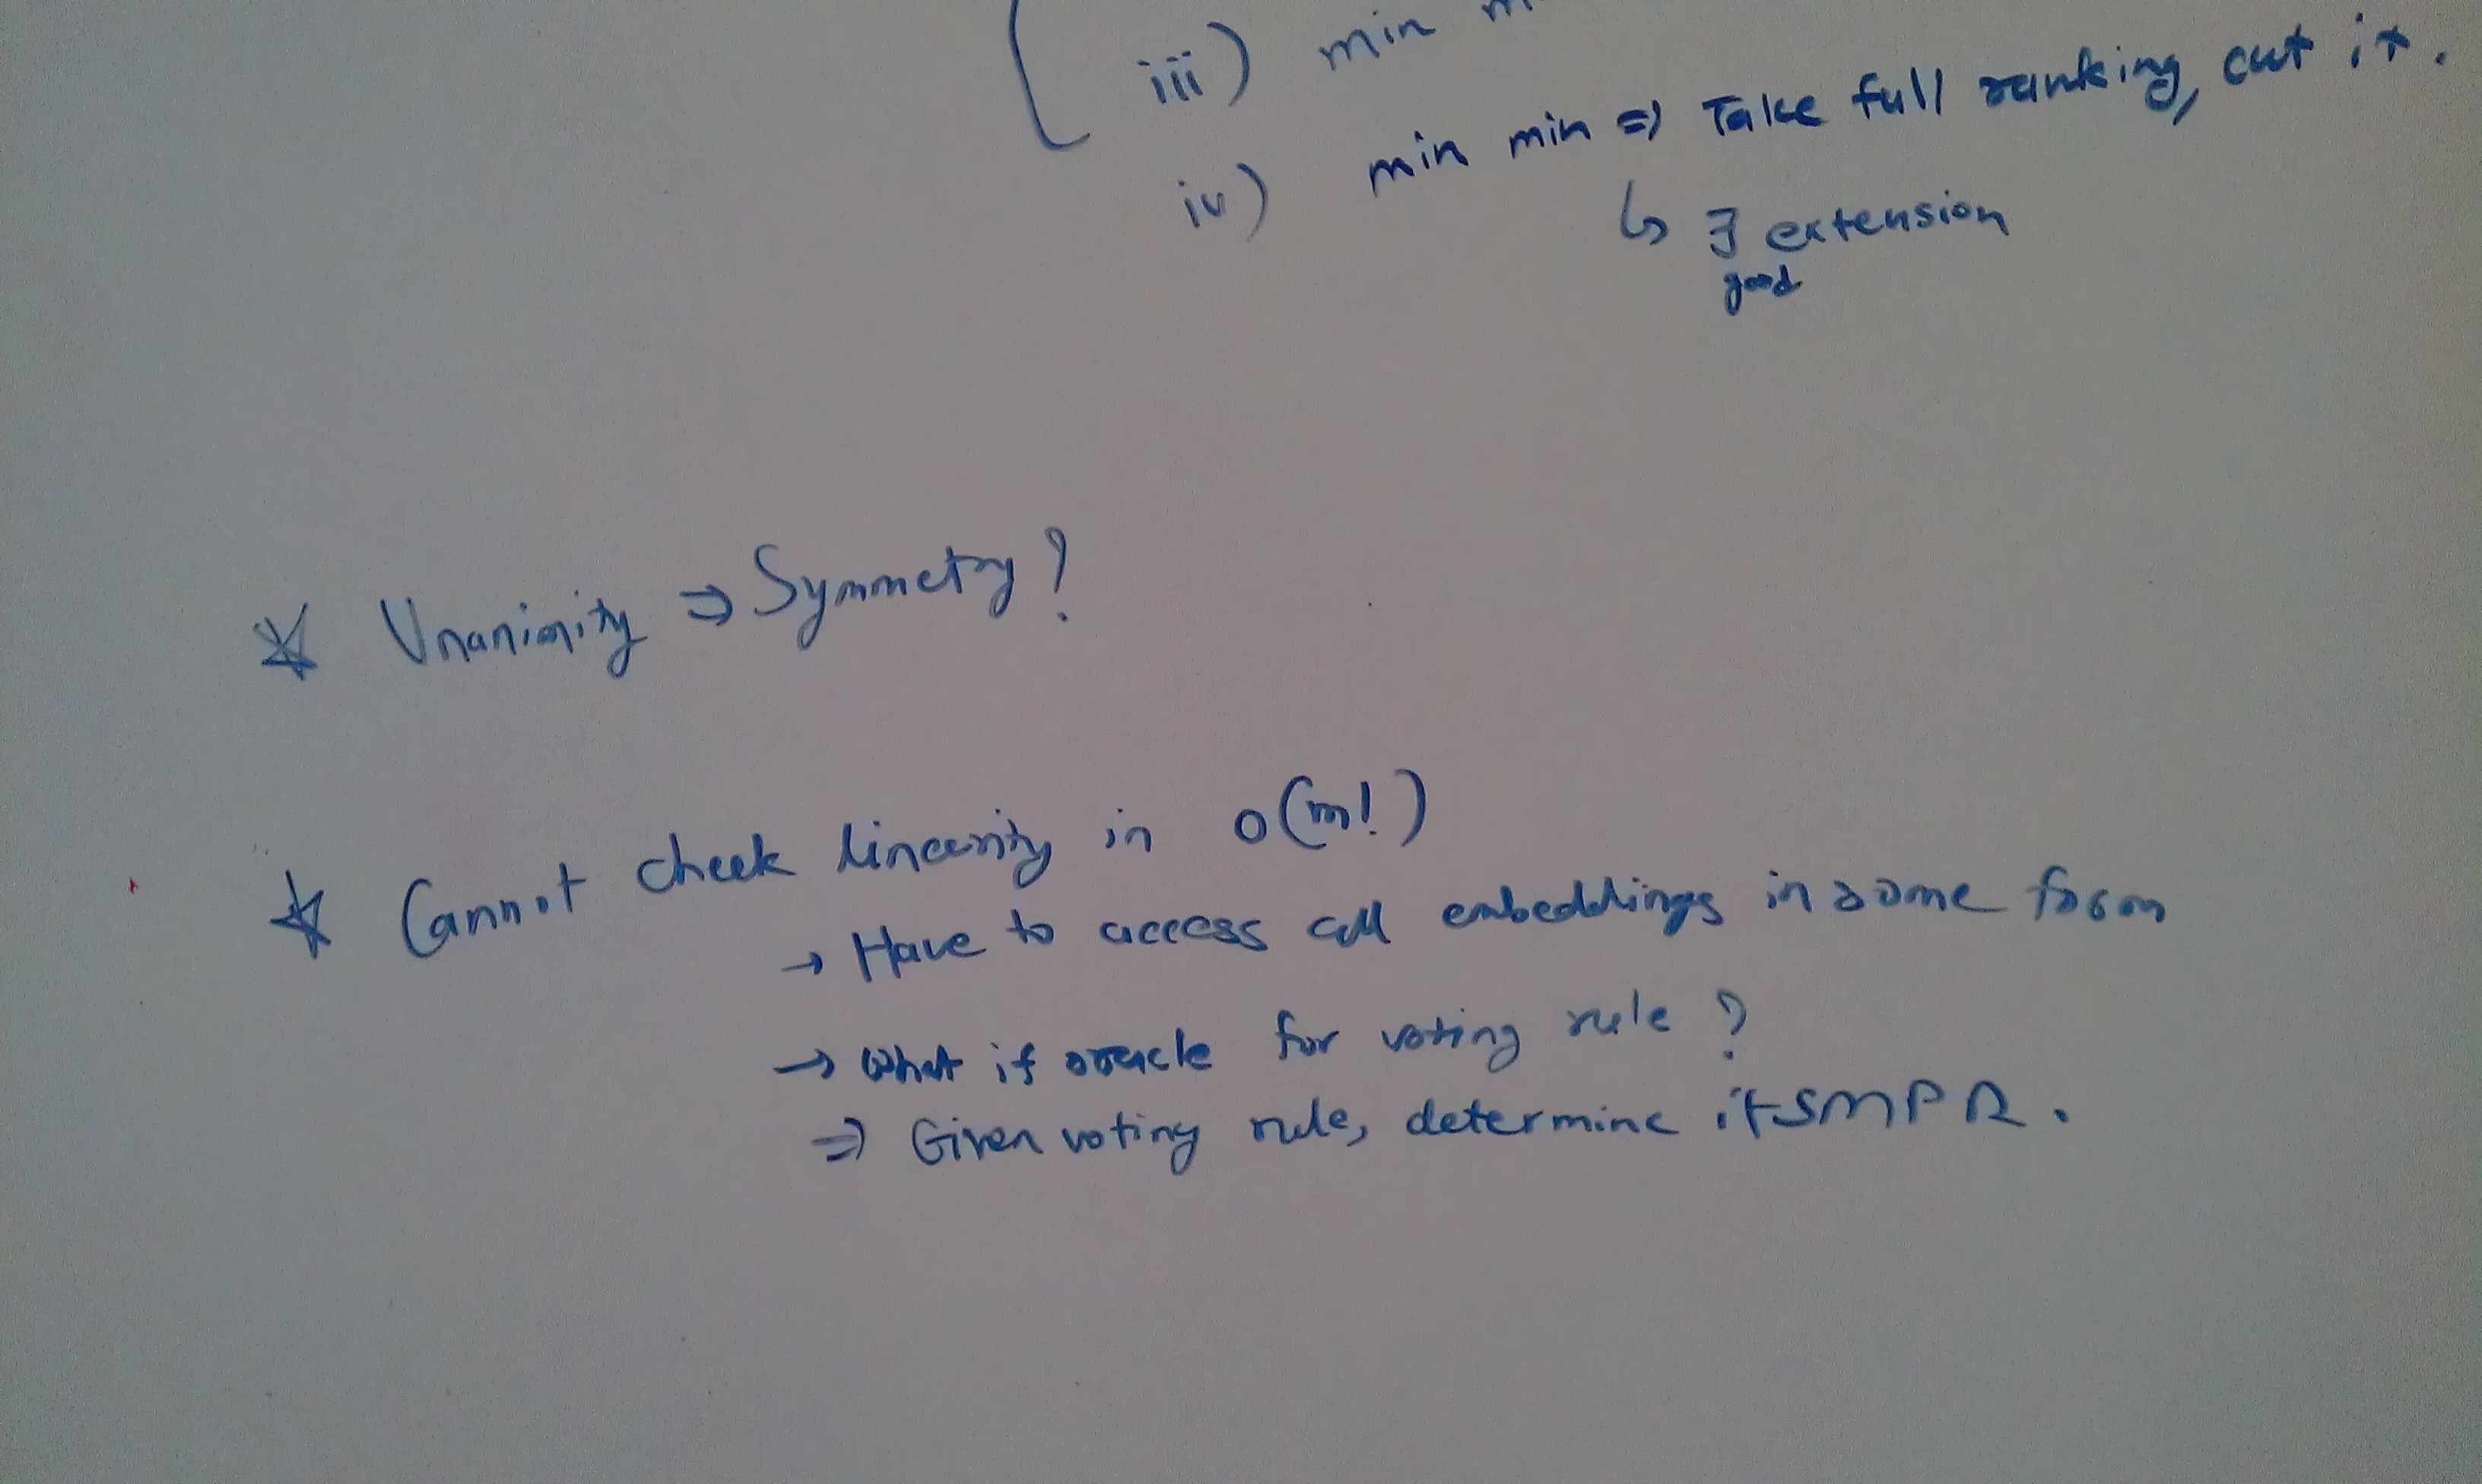 iii) min
iv) min min ⇒ Take full ranking, cut it.
↳ ∃ extension
good
* Unanimity ⇒ Symmetry?
* Cannot check linearity in o(m!)
→ Have to access all embeddings in some form
→ What if oracle for voting rule?
⇒ Given voting rule, determine if SMPR.